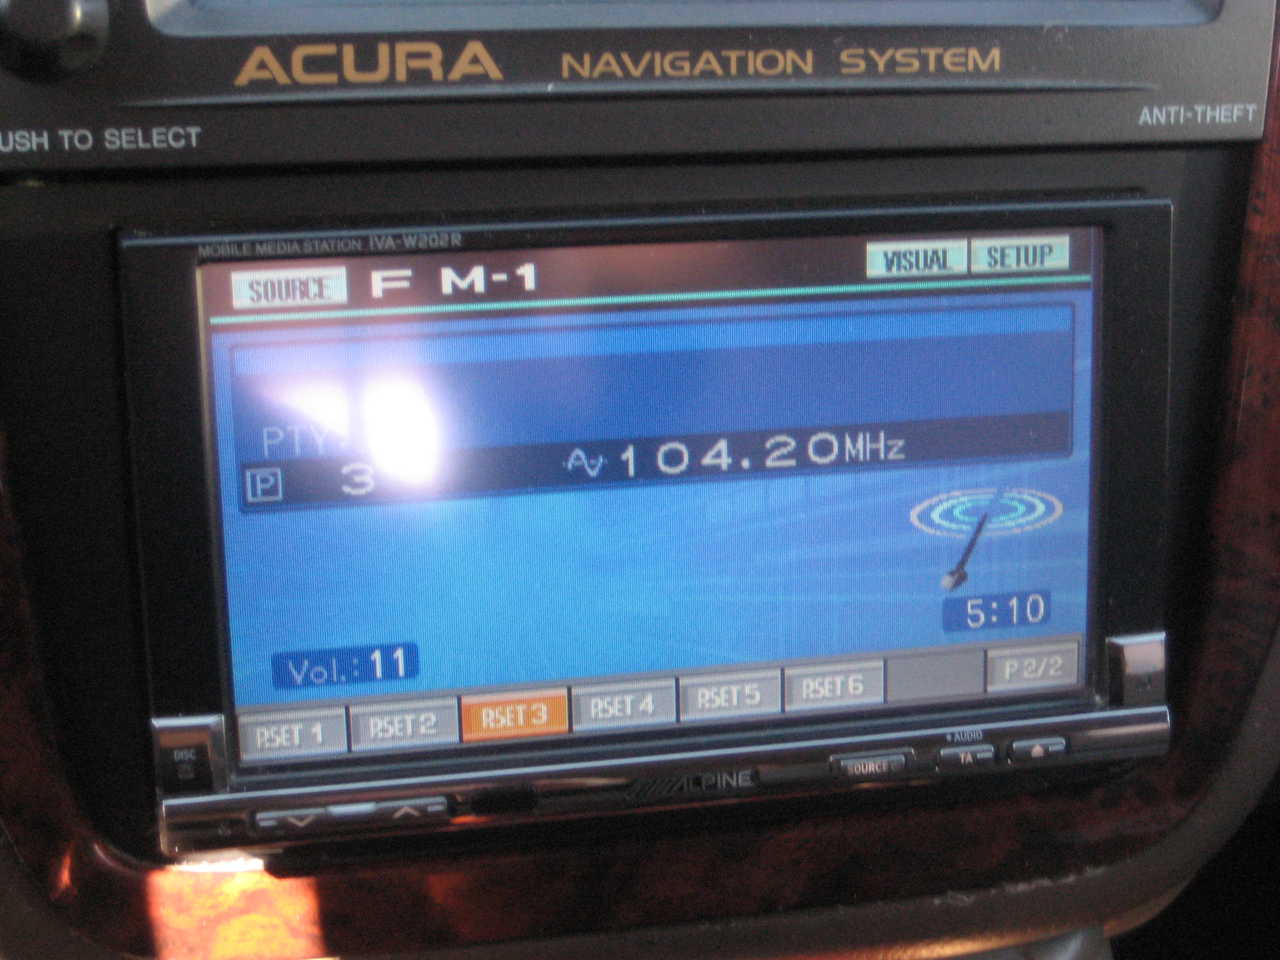 ACURA NAVIGATION SYSTEM
ANTI-THEFT
USH TO SELECT
MOBILE MEDIA STATION IVA-W202R
SOURCE FM-1 VISUAL SETUP
PTY
P 3 104.20MHz
5:10
Vol.:11
RSET 1 RSET 2 RSET 3 RSET 4 RSET 5 RSET 6 P2/2
DISC
AUDIO
SOURCE TA
ALPINE